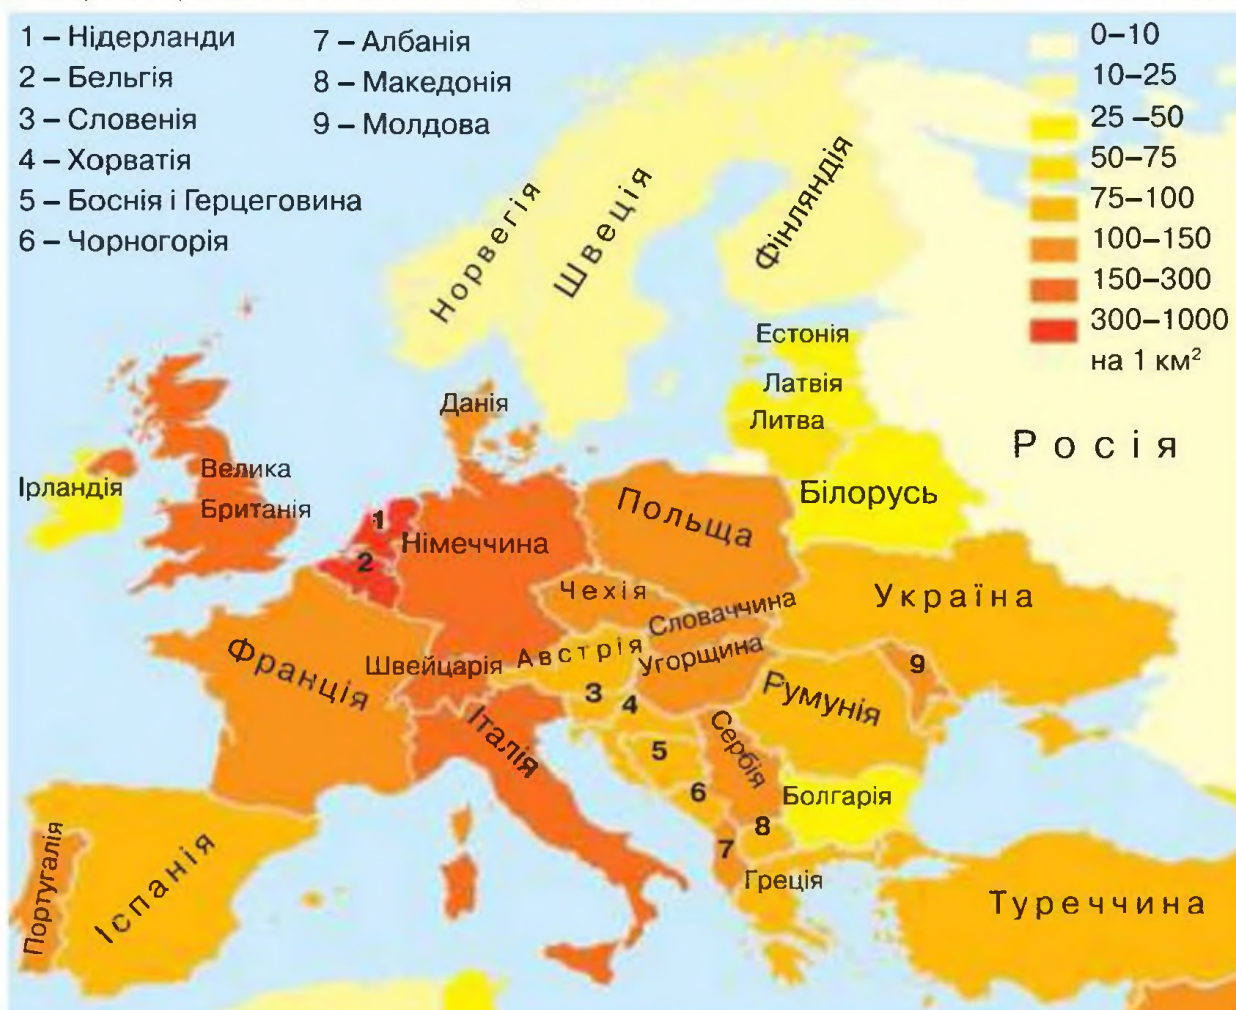 1 – Нідерланди
2 – Бельгія
3 – Словенія
4 – Хорватія
5 – Боснія і Герцеговина
6 – Чорногорія
7 – Албанія
8 – Македонія
9 – Молдова
0–10
10–25
25 –50
50–75
75–100
100–150
150–300
300–1000
на 1 км²
Норвегія
Швеція
Фінляндія
Естонія
Латвія
Литва
Данія
Росія
Ірландія
Велика
Британія
Білорусь
Польща
1
2
Німеччина
Чехія
Україна
Словаччина
Франція
Швейцарія
Австрія
Угорщина
9
3
4
Румунія
Італія
Сербія
5
6
Болгарія
8
7
Греція
Португалія
Іспанія
Туреччина